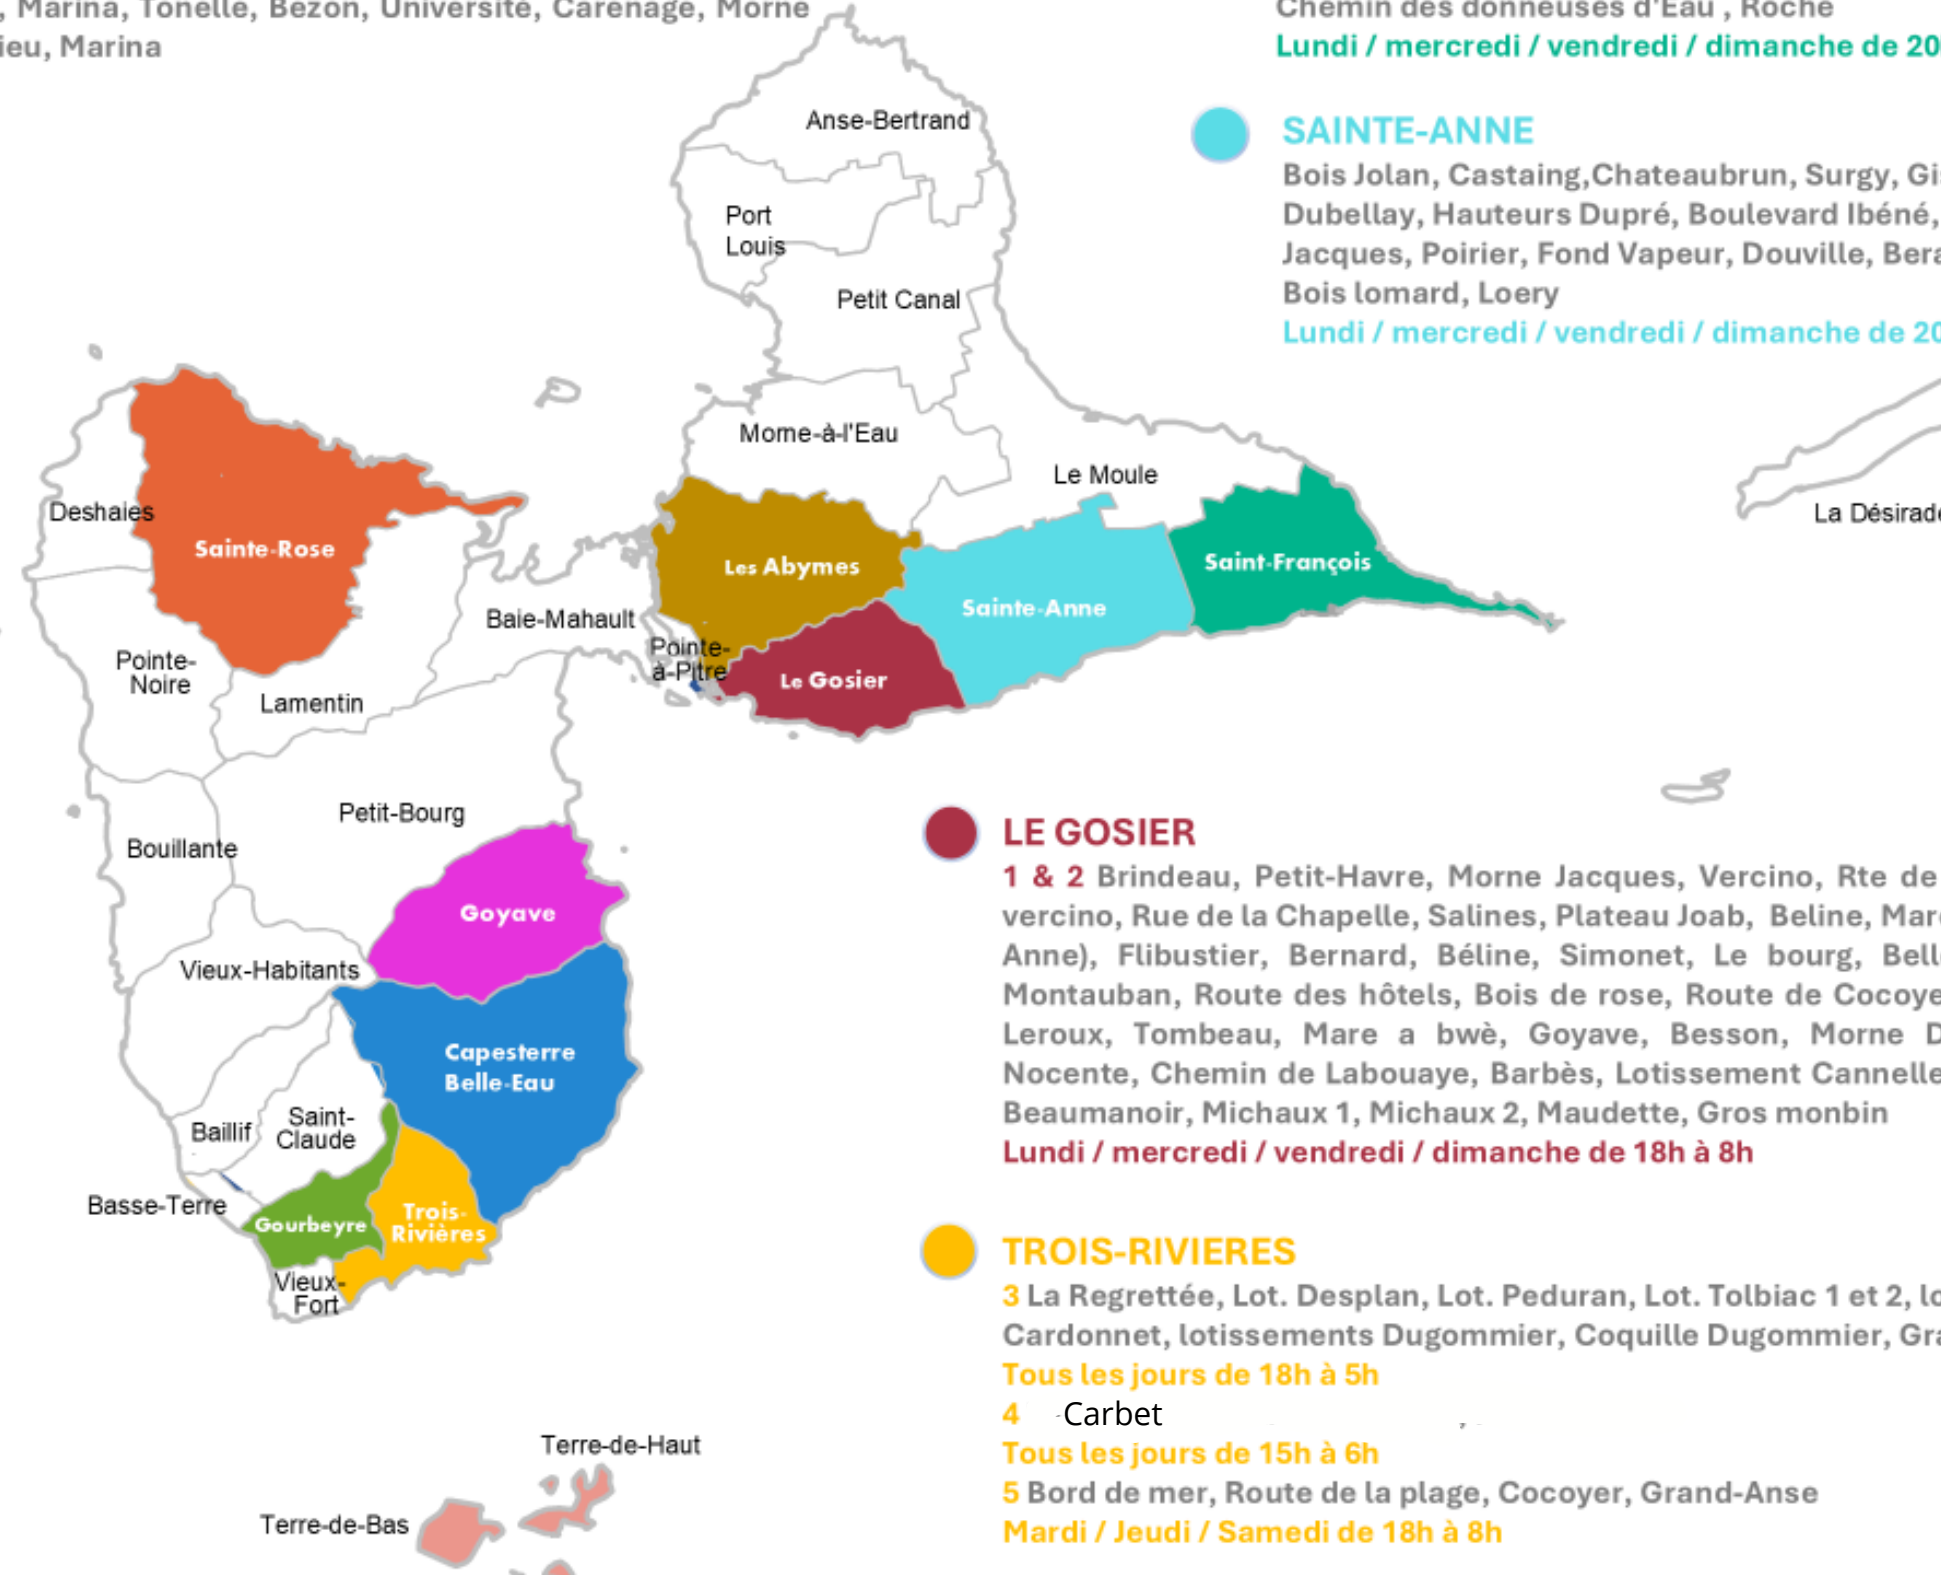 , Marina, Tonelle, Bezon, Université, Carénage, Morne
ieu, Marina
Chemin des donneuses d'Eau , Roche
Lundi / mercredi / vendredi / dimanche de 20
SAINTE-ANNE
Bois Jolan, Castaing,Chateaubrun, Surgy,
Dubellay, Hauteurs Dupré, Boulevard Ibéné,
Jacques, Poirier, Fond Vapeur, Douville,
Bois lomard, Loery
Lundi / mercredi / vendredi / dimanche de 20
Anse-Bertrand
Port
Louis
Petit Canal
Morne-à-l'Eau
Le Moule
La Désirade
Deshaies
Sainte-Rose
Les Abymes
Saint-François
Sainte-Anne
Baie-Mahault
Pointe-
à-Pitre
Le Gosier
Pointe-
Noire
Lamentin
Petit-Bourg
Bouillante
Goyave
Vieux-Habitants
Capesterre
Belle-Eau
Saint-
Claude
Baillif
Basse-Terre
Gourbeyre
Trois-
Rivières
Vieux-
Fort
Terre-de-Haut
Terre-de-Bas
LE GOSIER
1 & 2 Brindeau, Petit-Havre, Morne Jacques, Vercino, Rte de
vercino, Rue de la Chapelle, Salines, Plateau Joab, Beline,
Anne), Flibustier, Bernard, Béline, Simonet, Le bourg,
Montauban, Route des hôtels, Bois de rose, Route de Cocoye
Leroux, Tombeau, Mare a bwè, Goyave, Besson, Morne D
Nocente, Chemin de Labouaye, Barbès, Lotissement Cannelle
Beaumanoir, Michaux 1, Michaux 2, Maudette, Gros monbin
Lundi / mercredi / vendredi / dimanche de 18h à 8h
TROIS-RIVIERES
3 La Regrettée, Lot. Desplan, Lot. Peduran, Lot. Tolbiac 1 et 2, lo
Cardonnet, lotissements Dugommier, Coquille Dugommier,
Tous les jours de 18h à 5h
4 Carbet
Tous les jours de 15h à 6h
5 Bord de mer, Route de la plage, Cocoyer, Grand-Anse
Mardi / Jeudi / Samedi de 18h à 8h